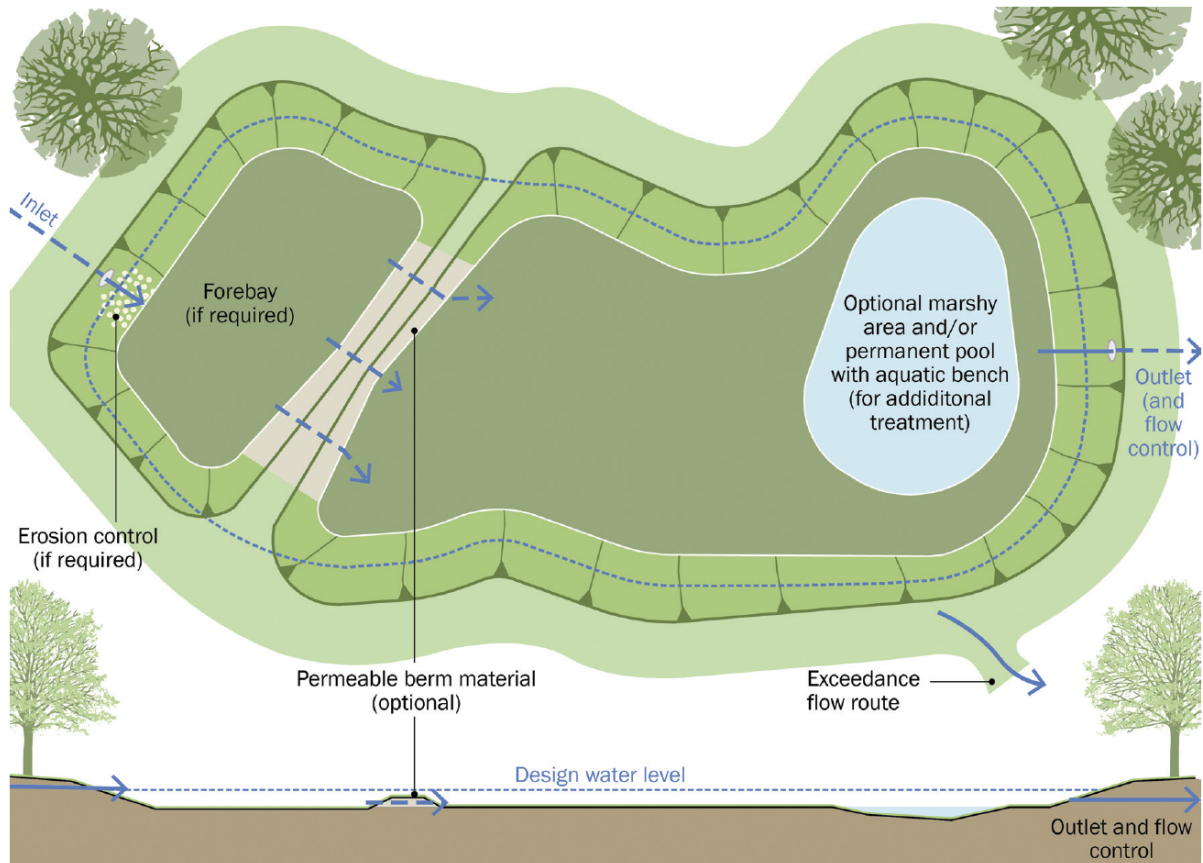 Inlet
Forebay
(if required)
Optional marshy
area and/or
permanent pool
with aquatic bench
(for addiditonal
treatment)
Outlet
(and
flow
control)
Erosion control
(if required)
Permeable berm material
(optional)
Exceedance
flow route
Design water level
Outlet and flow
control